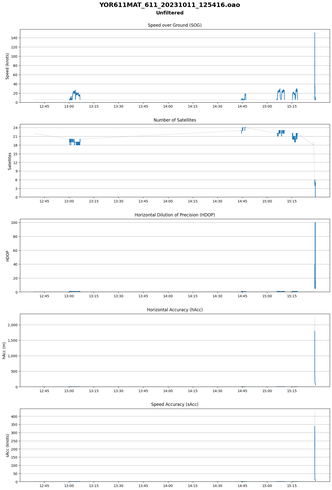 YOR611MAT_611_20231011_125416.oao
Unfiltered
Speed over Ground (SOG)
Speed (knots)
140
120
100
80
60
40
20
0
12:45 13:00 13:15 13:30 13:45 14:00 14:15 14:30 14:45 15:00 15:15
Number of Satellites
Satellites
24
21
18
15
12
9
6
3
0
12:45 13:00 13:15 13:30 13:45 14:00 14:15 14:30 14:45 15:00 15:15
Horizontal Dilution of Precision (HDOP)
HDOP
100
80
60
40
20
0
12:45 13:00 13:15 13:30 13:45 14:00 14:15 14:30 14:45 15:00 15:15
Horizontal Accuracy (hAcc)
hAcc (m)
2,000
1,500
1,000
500
0
12:45 13:00 13:15 13:30 13:45 14:00 14:15 14:30 14:45 15:00 15:15
Speed Accuracy (sAcc)
sAcc (knots)
400
350
300
250
200
150
100
50
0
12:45 13:00 13:15 13:30 13:45 14:00 14:15 14:30 14:45 15:00 15:15